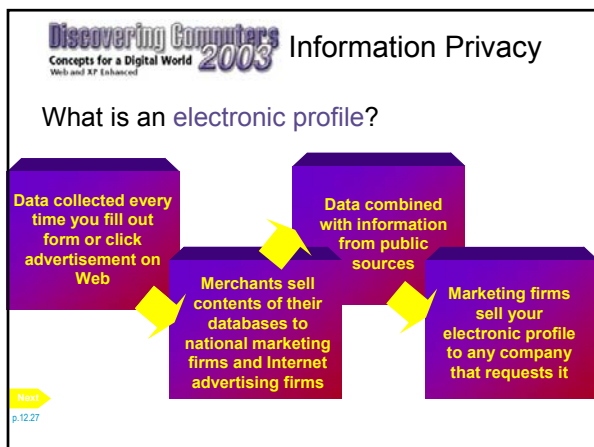 Discovering Computers
Concepts for a Digital World
Web and XP Enhanced
2003
Information Privacy
What is an electronic profile?
Data collected every
time you fill out
form or click
advertisement on
Web
Merchants sell
contents of their
databases to
national marketing
firms and Internet
advertising firms
Data combined
with information
from public
sources
Marketing firms
sell your
electronic profile
to any company
that requests it
Next
p.12.27